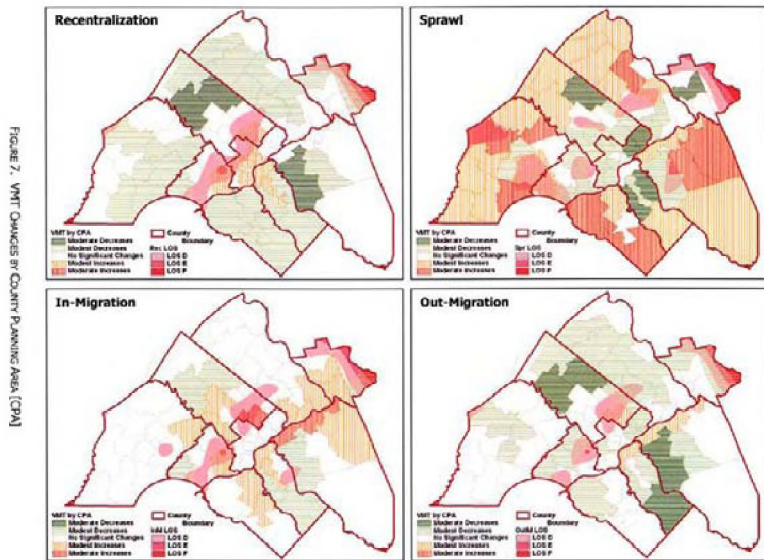 FIGURE 7. VMT CHANGES BY COUNTY PLANNING AREA [CPA]
Recentralization
VMT by CPA
Moderate Decreases
Modest Decreases
No Significant Changes
Modest Increases
Moderate Increases
County
Boundary
Rec LOS
LOS D
LOS E
LOS F
Sprawl
VMT by CPA
Moderate Decreases
Modest Decreases
No Significant Changes
Modest Increases
Moderate Increases
County
Boundary
Spr LOS
LOS D
LOS E
LOS F
In-Migration
VMT by CPA
Moderate Decreases
Modest Decreases
No Significant Changes
Modest Increases
Moderate Increases
County
Boundary
LOS
LOS D
LOS E
LOS F
Out-Migration
VMT by CPA
Moderate Decreases
Modest Decreases
No Significant Changes
Modest Increases
Moderate Increases
County
Boundary
LOS
LOS D
LOS E
LOS F